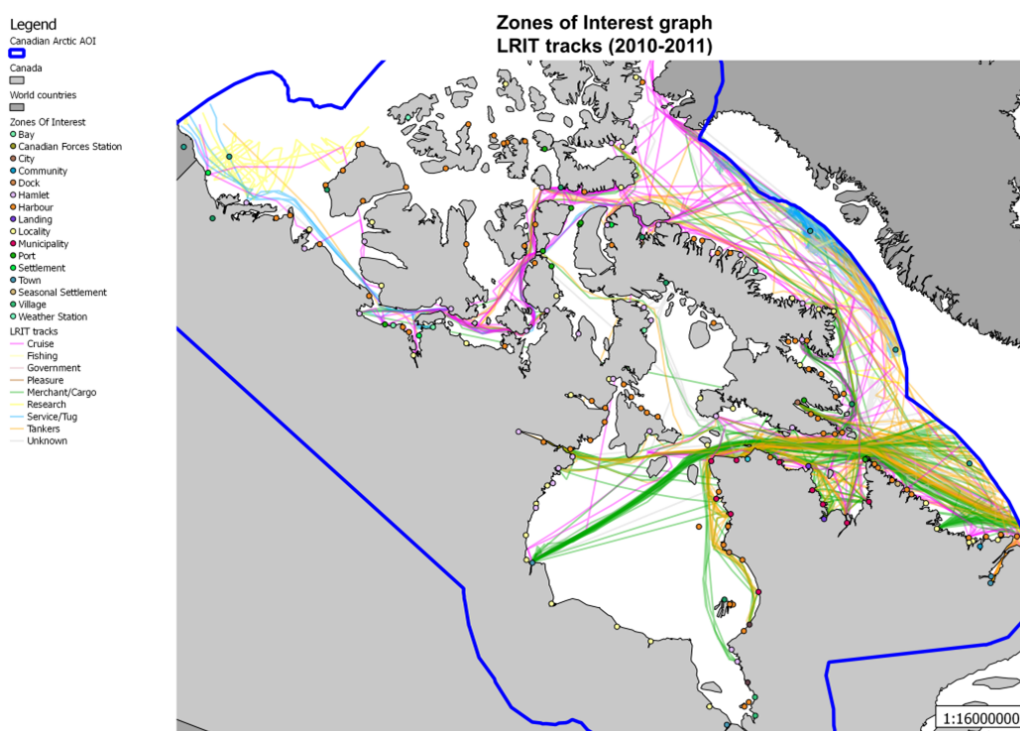 Zones of Interest graph
LRIT tracks (2010-2011)
Legend
Canadian Arctic AOI
Canada
World countries
Zones Of Interest
Bay
Canadian Forces Station
City
Community
Dock
Hamlet
Harbour
Landing
Locality
Municipality
Port
Settlement
Town
Seasonal Settlement
Village
Weather Station
LRIT tracks
Cruise
Fishing
Government
Pleasure
Merchant/Cargo
Research
Service/Tug
Tankers
Unknown
1:16000000